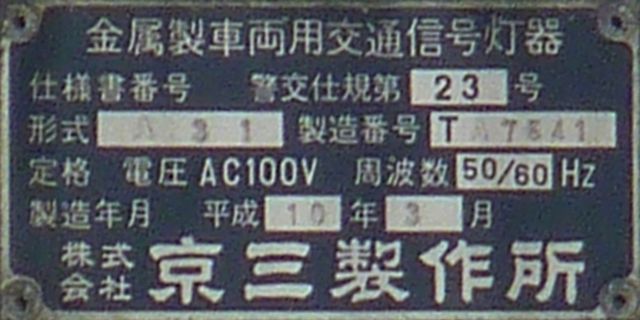 金属製車両用交通信号灯器
仕様書番号 警交仕規第 23 号
形式 A 31 製造番号 T A7841
定格 電圧 AC100V 周波数 50/60 Hz
製造年月 平成 10 年 3 月
株式会社 京三製作所